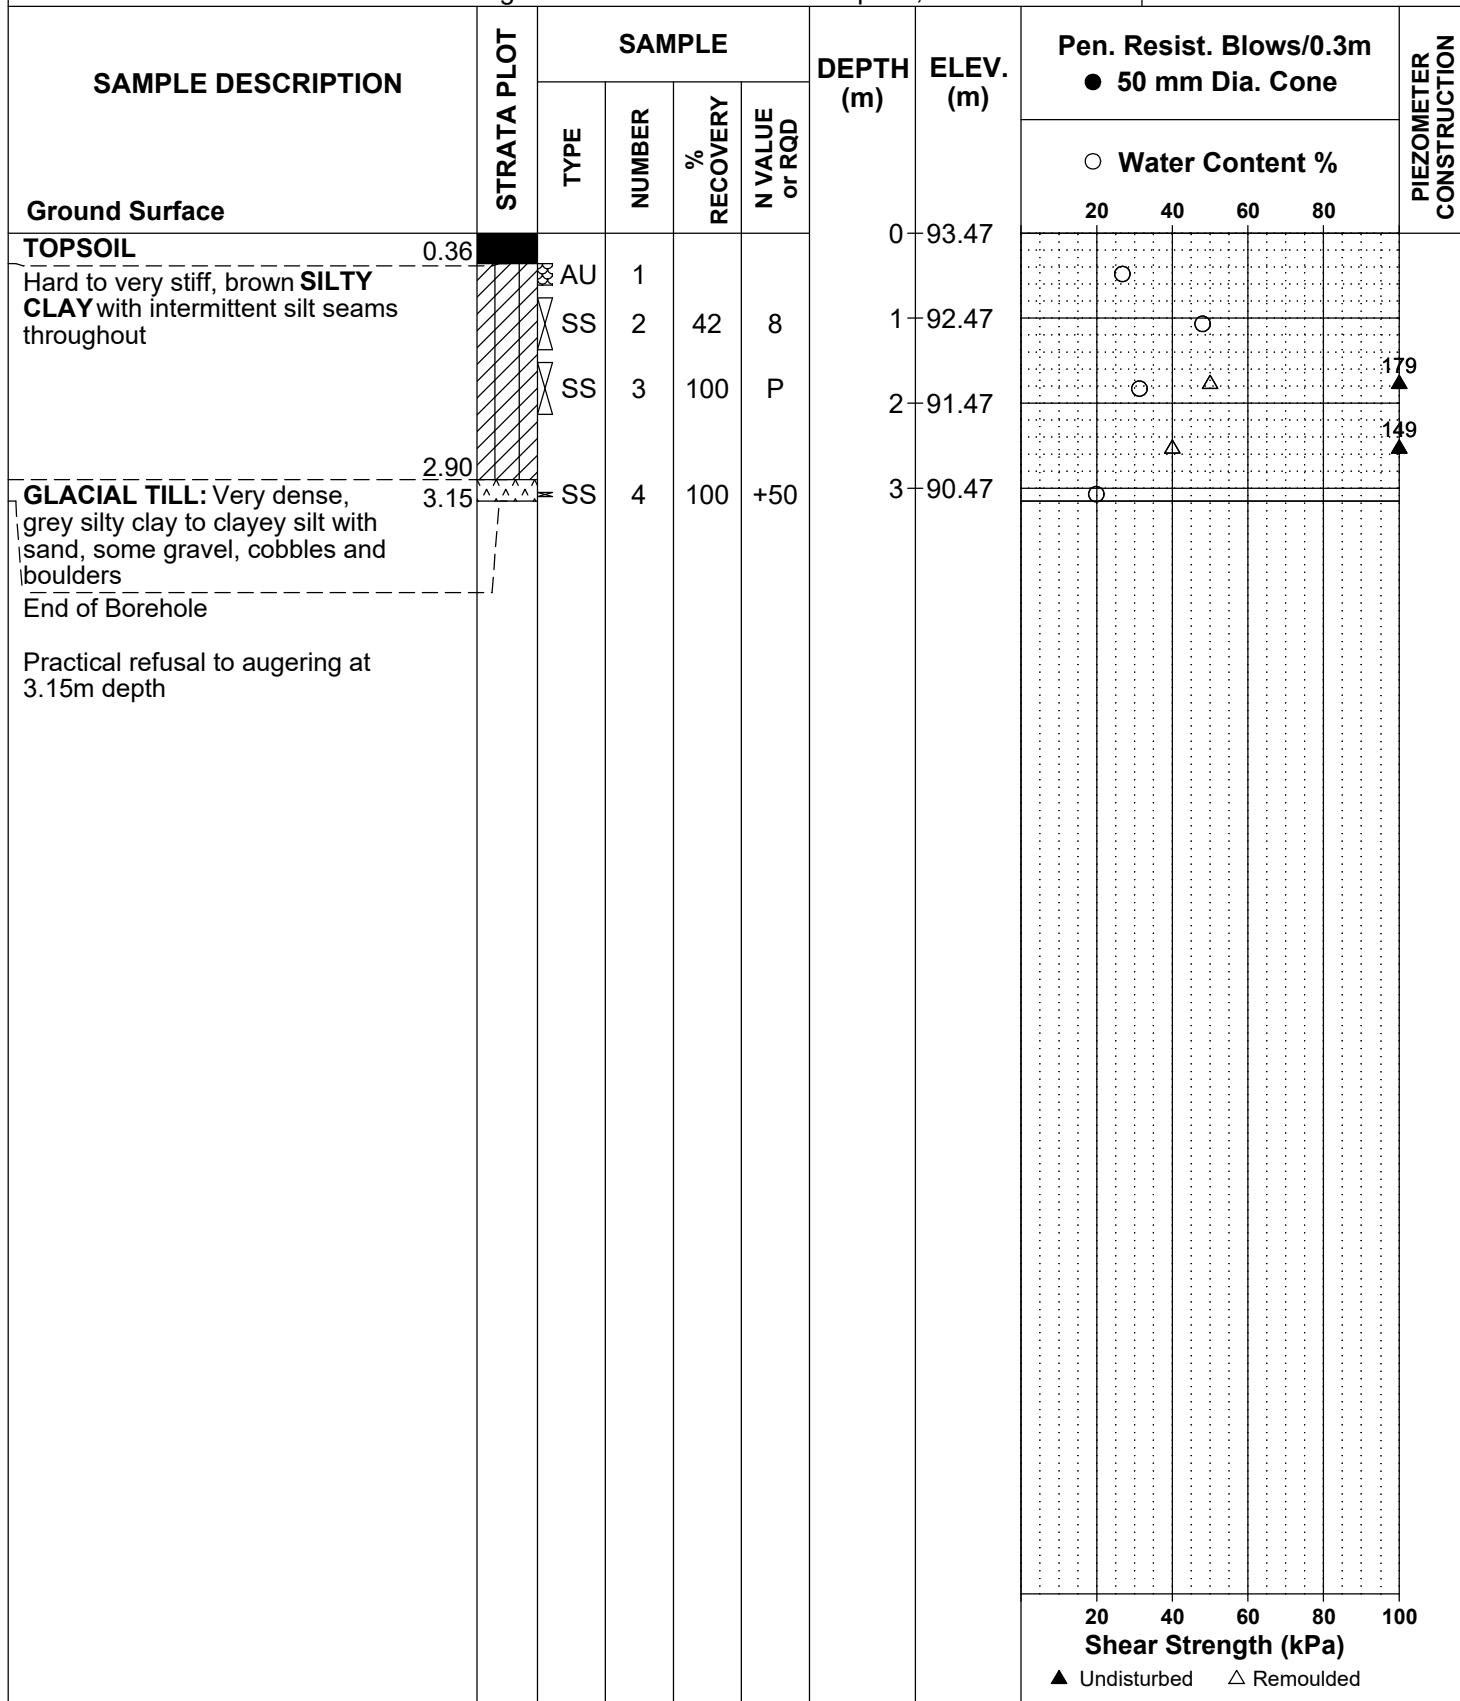 SAMPLE DESCRIPTION
STRATA PLOT
SAMPLE
TYPE
NUMBER
%
RECOVERY
N VALUE
or RQD
DEPTH
(m)
ELEV.
(m)
Pen. Resist. Blows/0.3m
● 50 mm Dia. Cone
○ Water Content %
20 40 60 80
PIEZOMETER
CONSTRUCTION
Ground Surface
0 93.47
TOPSOIL 0.36
Hard to very stiff, brown SILTY
CLAY with intermittent silt seams
throughout
AU 1
SS 2 42 8
1 92.47
179
SS 3 100 P
2 91.47
149
2.90
GLACIAL TILL: Very dense,
grey silty clay to clayey silt with
sand, some gravel, cobbles and
boulders
3.15
SS 4 100 +50
3 90.47
End of Borehole
Practical refusal to augering at
3.15m depth
20 40 60 80 100
Shear Strength (kPa)
▲ Undisturbed △ Remoulded